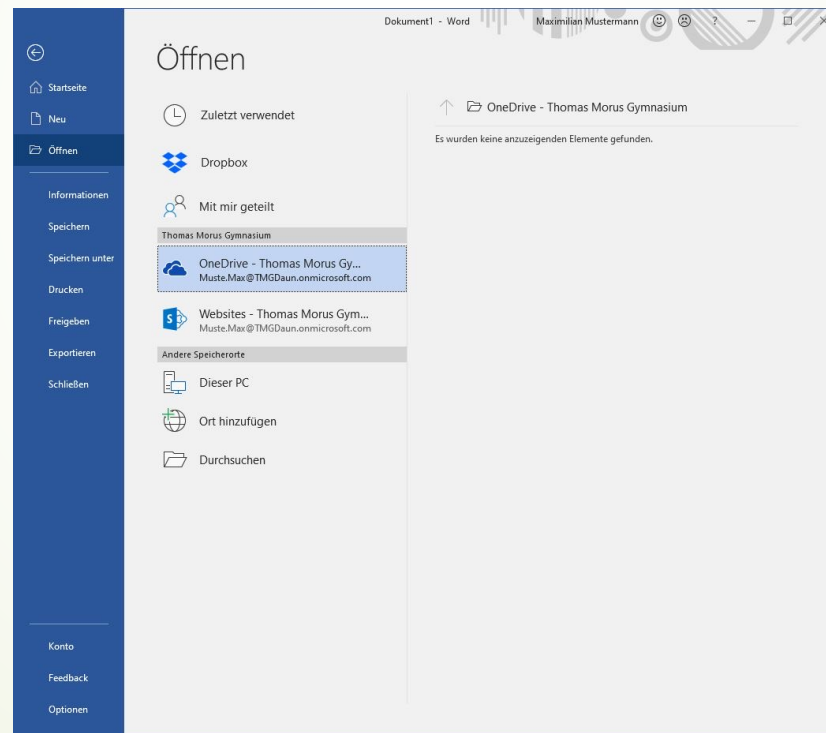 Dokument1 - Word
Maximilian Mustermann
?
Startseite
Neu
Öffnen
Informationen
Speichern
Speichern unter
Drucken
Freigeben
Exportieren
Schließen
Konto
Feedback
Optionen
Öffnen
Zuletzt verwendet
Dropbox
Mit mir geteilt
Thomas Morus Gymnasium
OneDrive - Thomas Morus Gy...
Muste.Max@TMGDaun.onmicrosoft.com
Websites - Thomas Morus Gym...
Muste.Max@TMGDaun.onmicrosoft.com
Andere Speicherorte
Dieser PC
Ort hinzufügen
Durchsuchen
OneDrive - Thomas Morus Gymnasium
Es wurden keine anzuzeigenden Elemente gefunden.